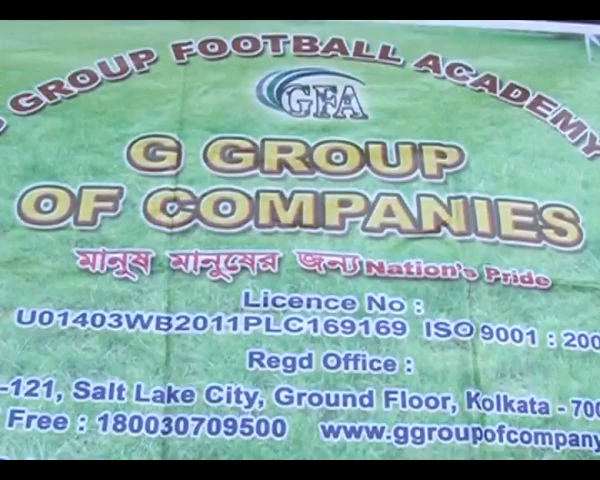 G GROUP FOOTBALL ACADEMY
GFA
G GROUP
OF COMPANIES
মানুষ মানুষের জন্য Nation's Pride
Licence No :
U01403WB2011PLC169169 ISO 9001 : 200
Regd Office :
-121, Salt Lake City, Ground Floor, Kolkata - 700
Free : 180030709500 www.ggroupofcompany